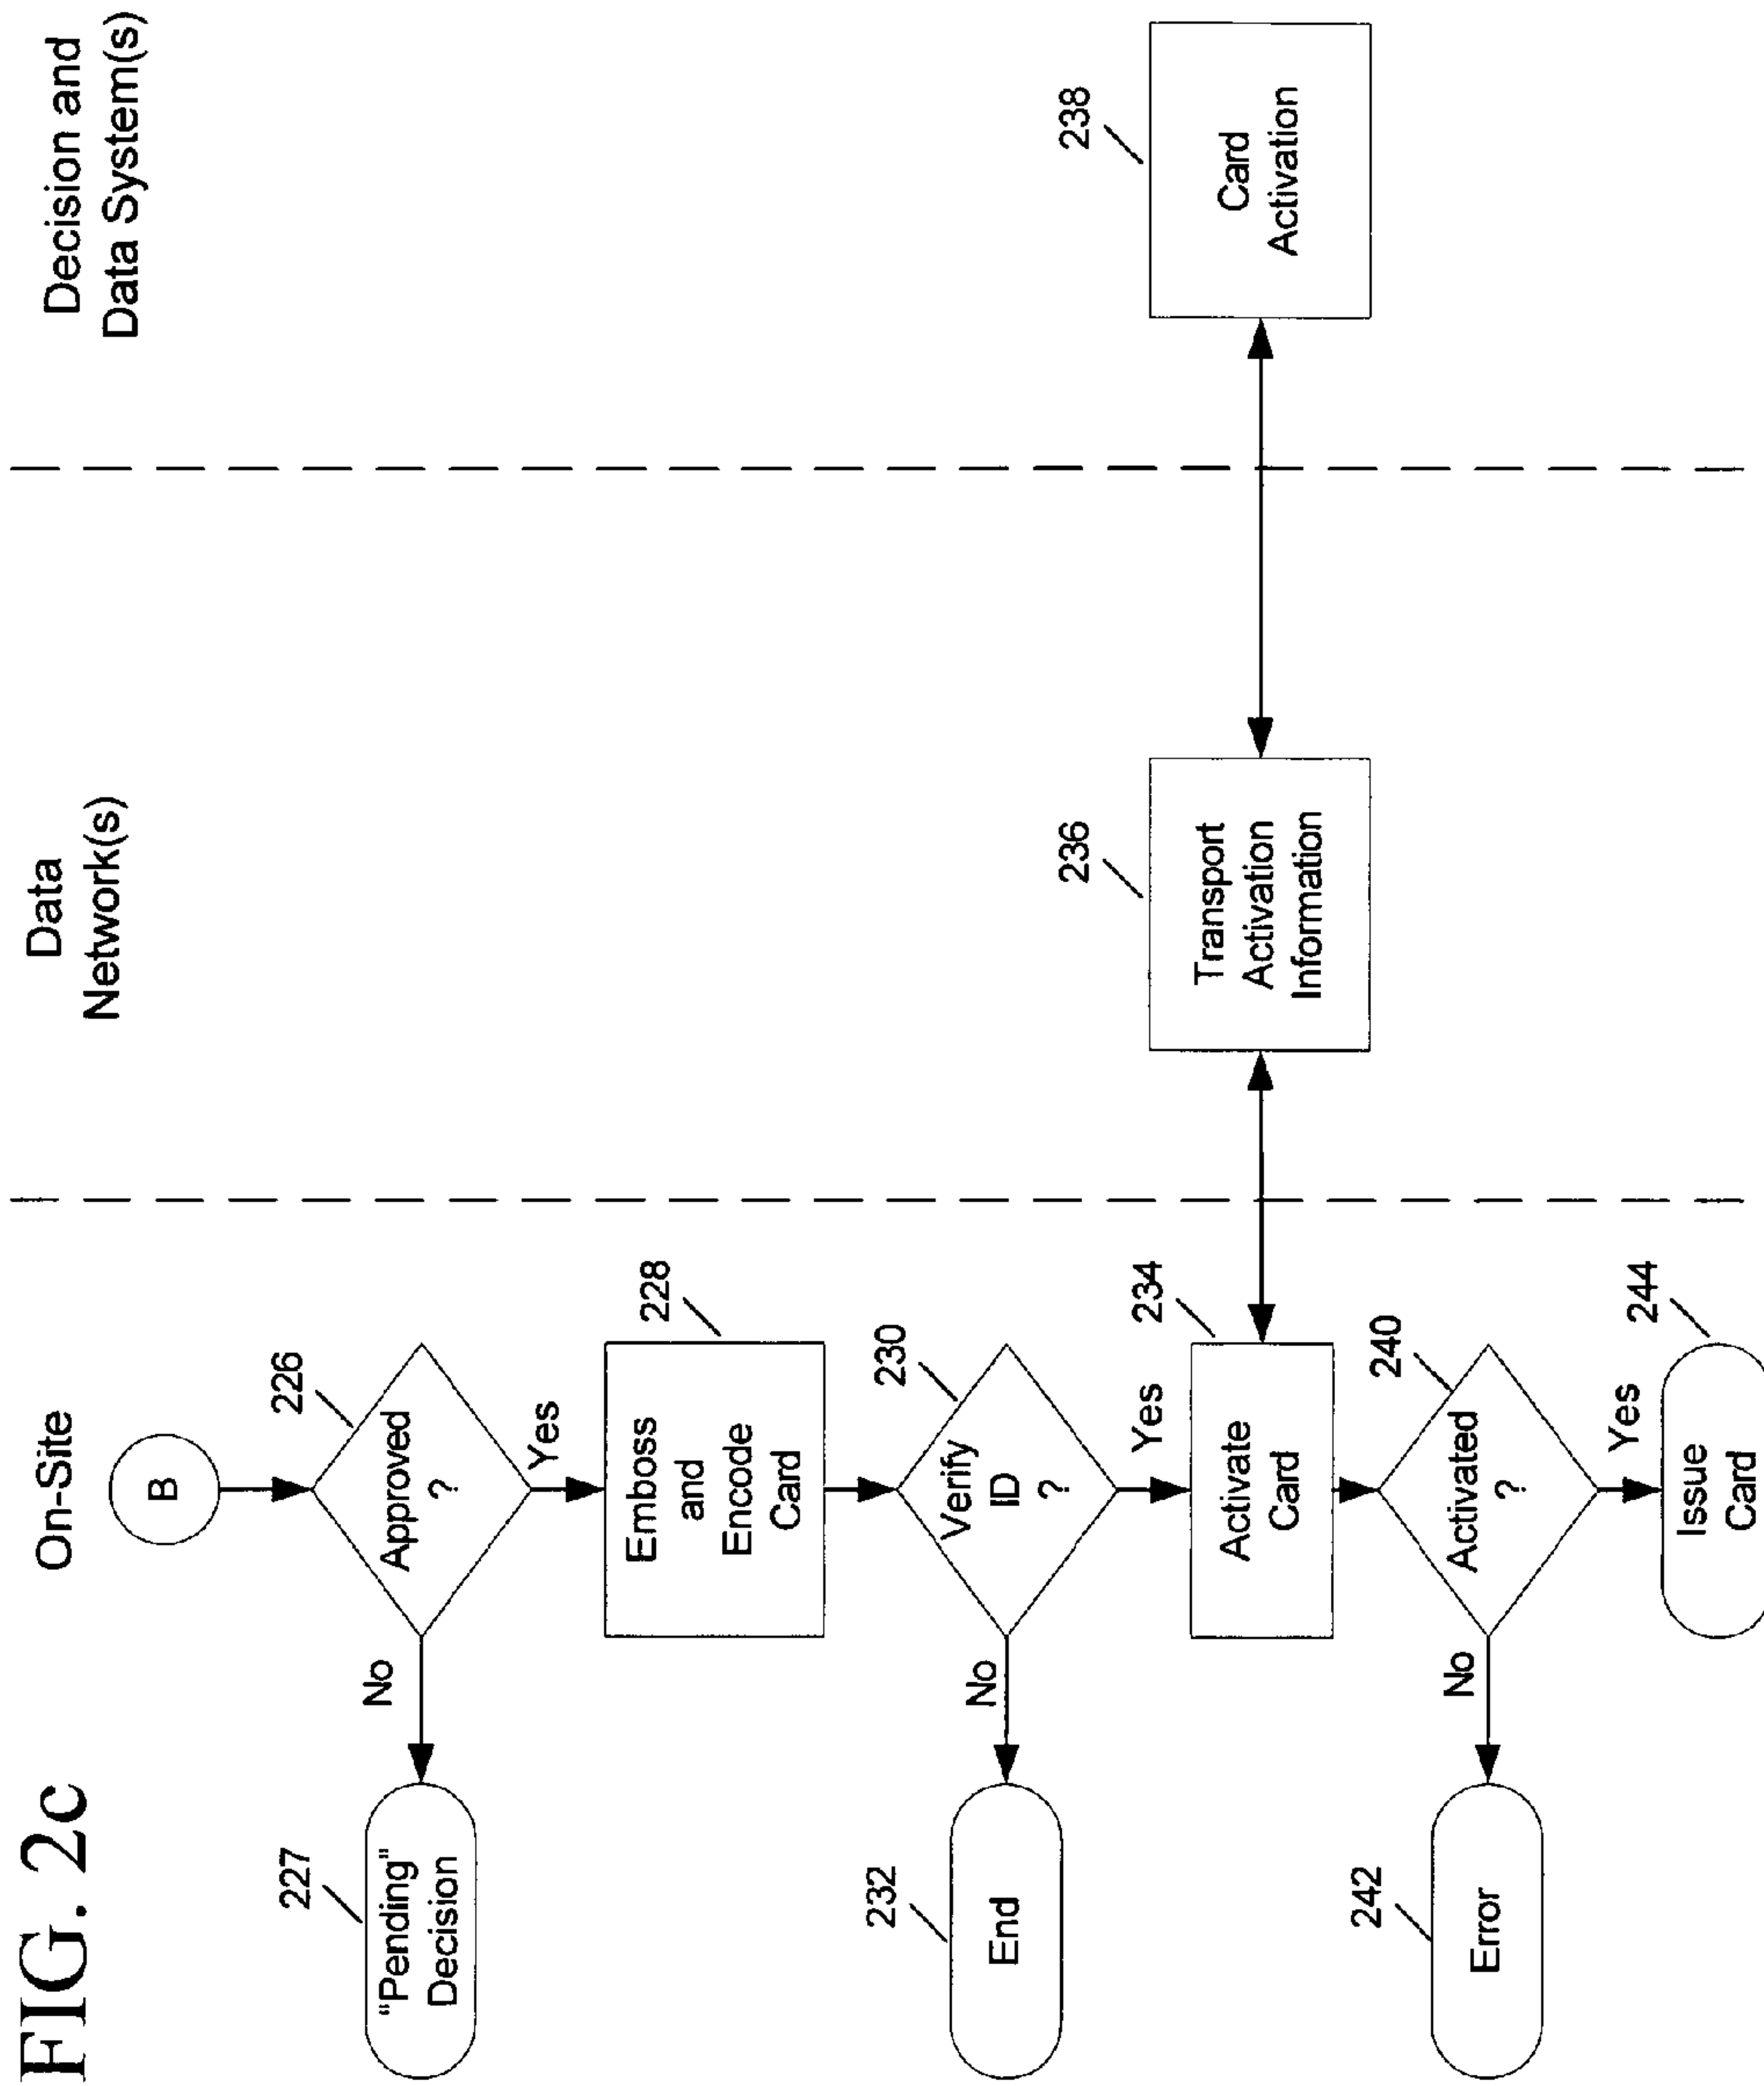 FIG. 2c
On-Site
Data
Network(s)
Decision and
Data System(s)
B
226
Approved
?
No
Yes
227
"Pending"
Decision
228
Emboss
and
Encode
Card
230
Verify
ID
?
No
Yes
232
End
234
Activate
Card
236
Transport
Activation
Information
238
Card
Activation
240
Activated
?
No
Yes
242
Error
244
Issue
Card